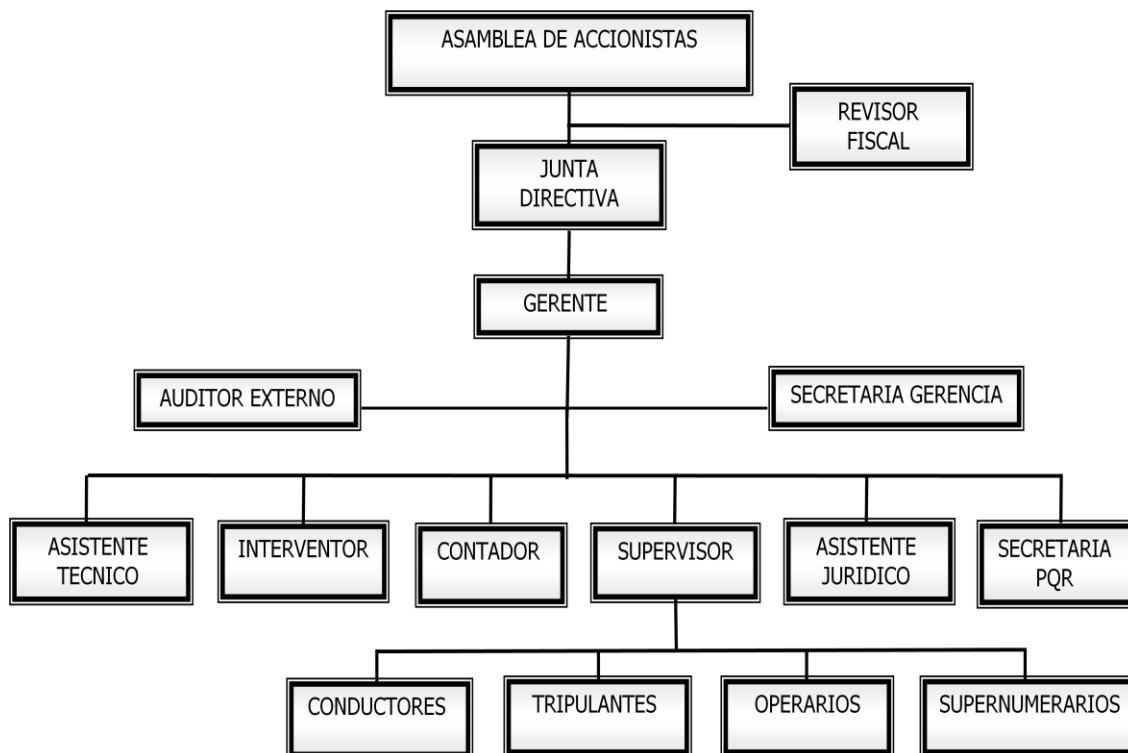 ASAMBLEA DE ACCIONISTAS
REVISOR
FISCAL
JUNTA
DIRECTIVA
GERENTE
AUDITOR EXTERNO
SECRETARIA GERENCIA
ASISTENTE
TECNICO
INTERVENTOR
CONTADOR
SUPERVISOR
ASISTENTE
JURIDICO
SECRETARIA
PQR
CONDUCTORES
TRIPULANTES
OPERARIOS
SUPERNUMERARIOS